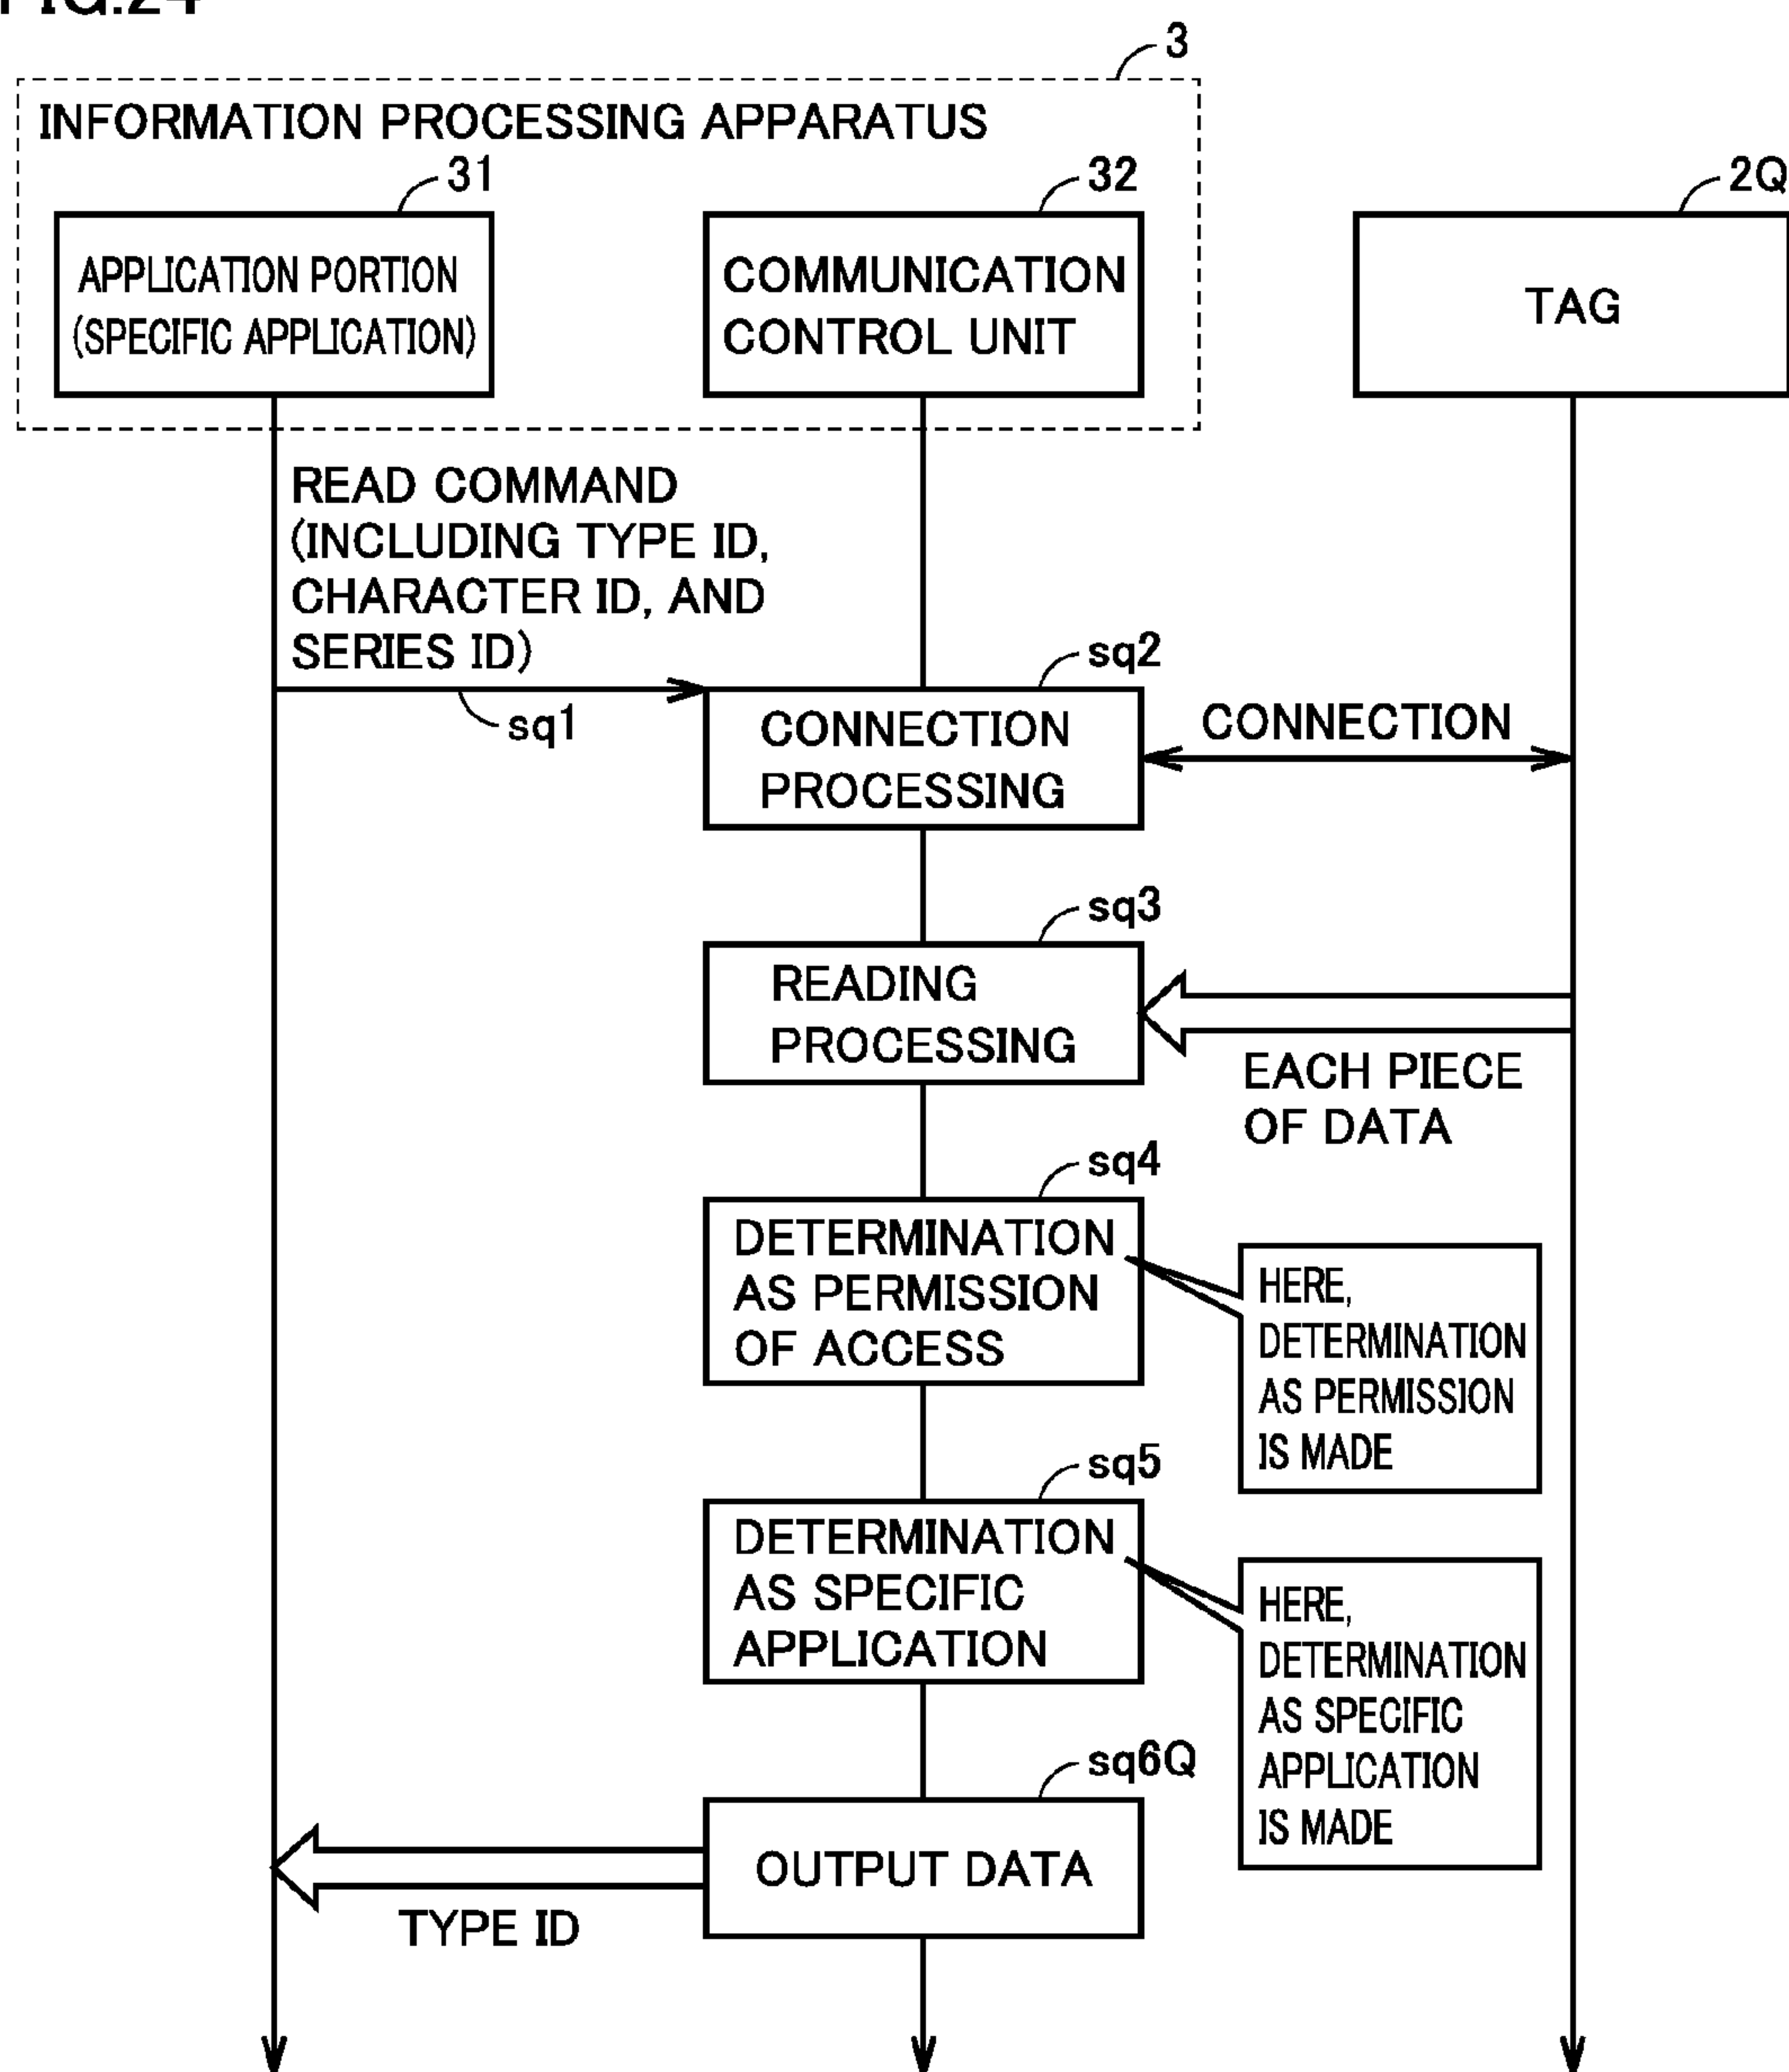 FIG.24
3
INFORMATION PROCESSING APPARATUS
31
32
2Q
APPLICATION PORTION
(SPECIFIC APPLICATION)
COMMUNICATION
CONTROL UNIT
TAG
READ COMMAND
(INCLUDING TYPE ID,
CHARACTER ID, AND
SERIES ID)
sq1
sq2
CONNECTION
PROCESSING
CONNECTION
sq3
READING
PROCESSING
EACH PIECE
OF DATA
sq4
DETERMINATION
AS PERMISSION
OF ACCESS
HERE,
DETERMINATION
AS PERMISSION
IS MADE
sq5
DETERMINATION
AS SPECIFIC
APPLICATION
HERE,
DETERMINATION
AS SPECIFIC
APPLICATION
IS MADE
sq6Q
OUTPUT DATA
TYPE ID